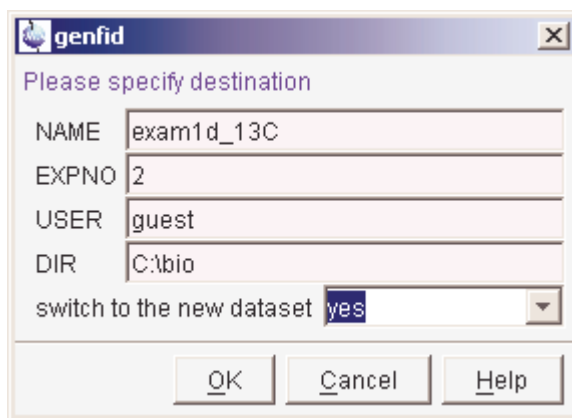 genfid
Please specify destination
NAME exam1d_13C
EXPNO 2
USER guest
DIR C:\bio
switch to the new dataset yes
OK Cancel Help